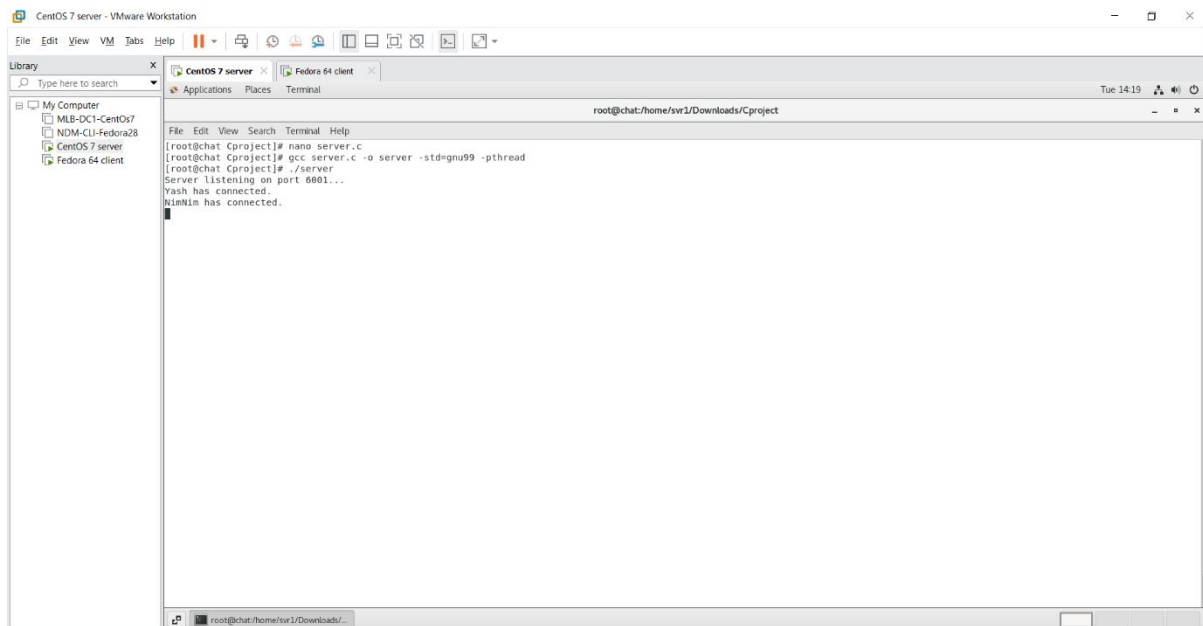 CentOS 7 server - VMware Workstation
File Edit View VM Tabs Help
Library X
Type here to search
My Computer
MLB-DC1-CentOs7
NDM-CLI-Fedora28
CentOS 7 server
Fedora 64 client
CentOS 7 server Fedora 64 client
Applications Places Terminal Tue 14:19
root@chat:/home/svr1/Downloads/Cproject
File Edit View Search Terminal Help
[root@chat Cproject]# nano server.c
[root@chat Cproject]# gcc server.c -o server -std=gnu99 -pthread
[root@chat Cproject]# ./server
Server listening on port 6001...
Yash has connected.
NimNim has connected.
root@chat:/home/svr1/Downloads/...